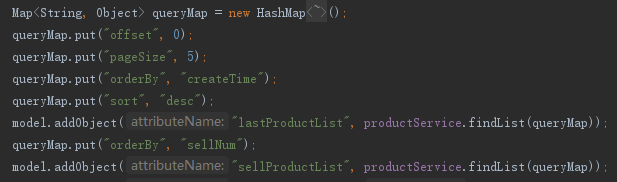 Map<String, Object> queryMap = new HashMap<~>();
queryMap.put("offset", 0);
queryMap.put("pageSize", 5);
queryMap.put("orderBy", "createTime");
queryMap.put("sort", "desc");
model.addObject( attributeName: "lastProductList", productService.findList(queryMap));
queryMap.put("orderBy", "sellNum");
model.addObject( attributeName: "sellProductList", productService.findList(queryMap));